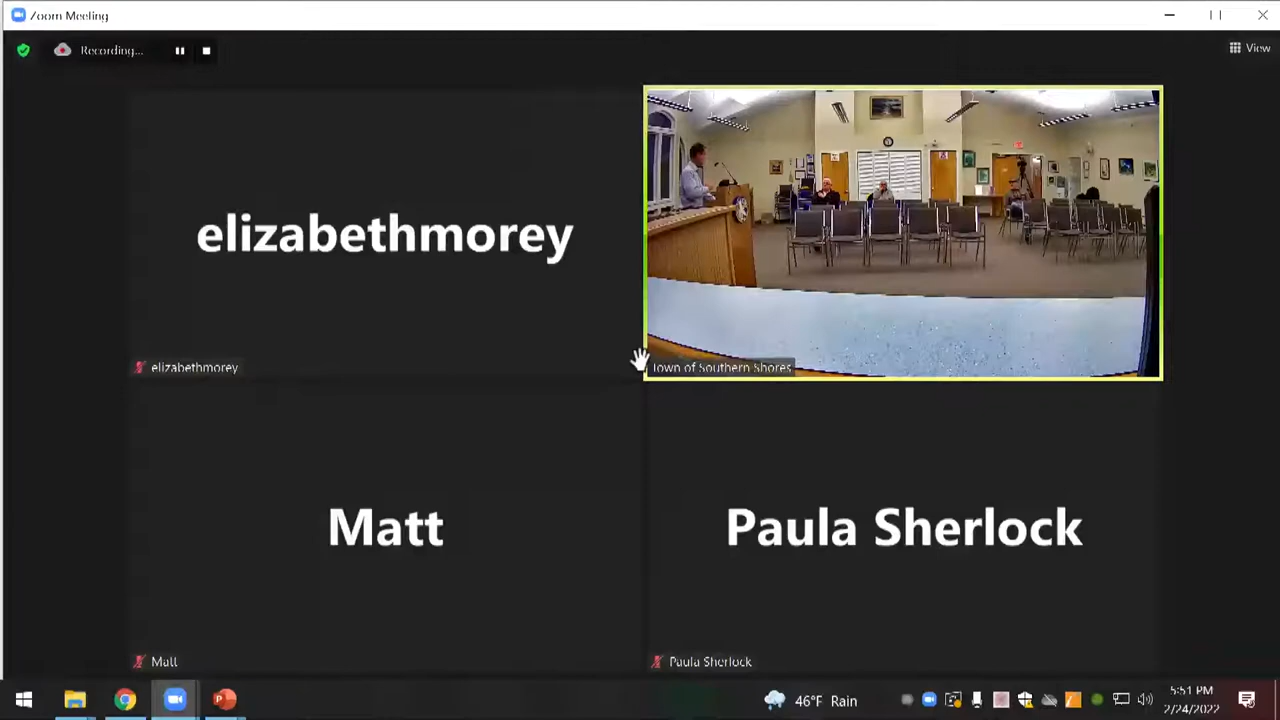 Zoom Meeting
Recording...
View
elizabethmorey
elizabethmorey
Town of Southern Shores
Matt
Paula Sherlock
Matt
Paula Sherlock
46°F Rain
5:51 PM
2/24/2022